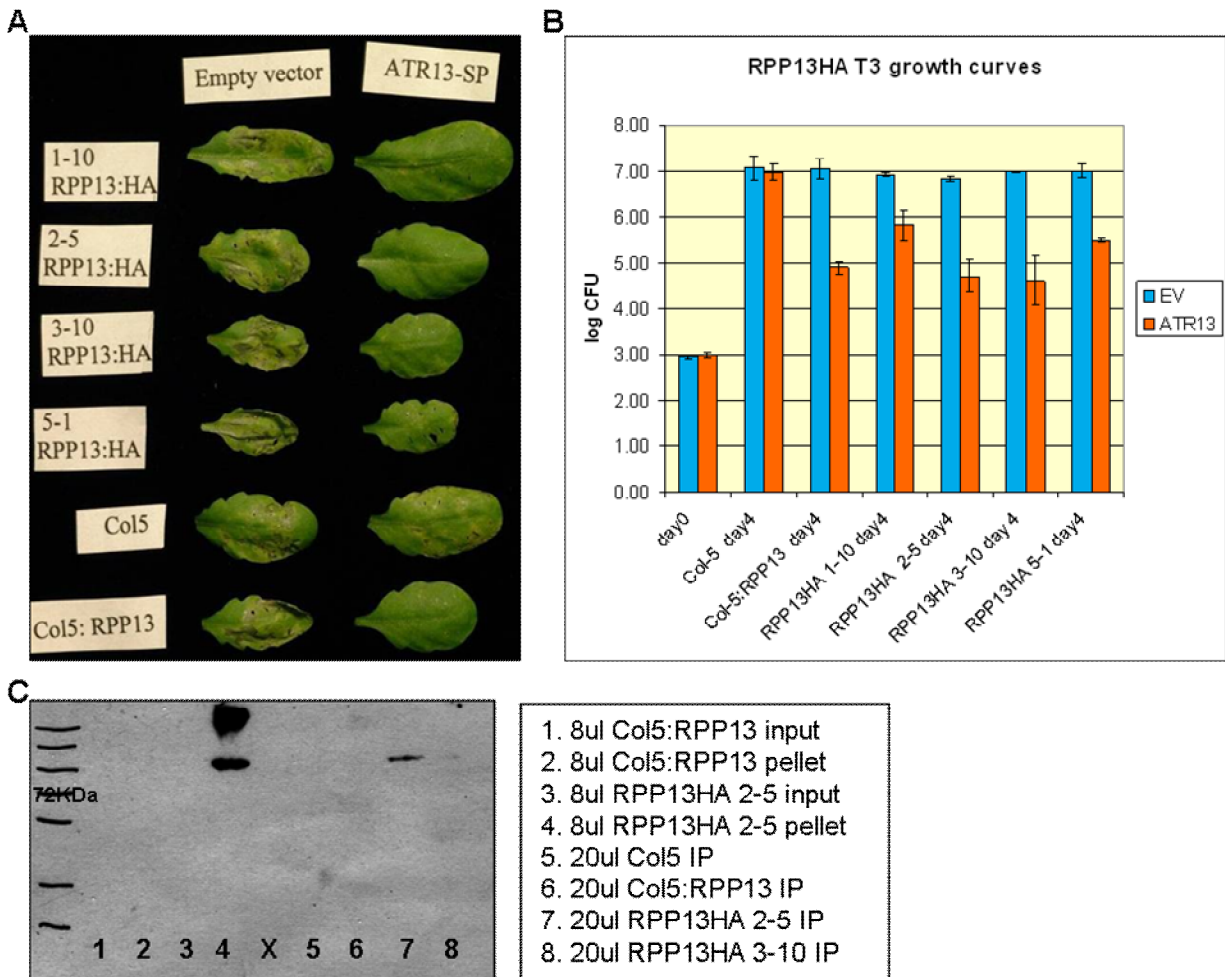 A
Empty vector
ATR13-SP
1-10
RPP13:HA
2-5
RPP13:HA
3-10
RPP13:HA
5-1
RPP13:HA
Col5
Col5: RPP13
B
RPP13HA T3 growth curves
log CFU
8.00
7.00
6.00
5.00
4.00
3.00
2.00
1.00
0.00
day0
Col-5 day4
Col-5:RPP13 day4
RPP13HA 1-10 day4
RPP13HA 2-5 day4
RPP13HA 3-10 day 4
RPP13HA 5-1 day4
EV
ATR13
C
72KDa
1 2 3 4 X 5 6 7 8
1. 8ul Col5:RPP13 input
2. 8ul Col5:RPP13 pellet
3. 8ul RPP13HA 2-5 input
4. 8ul RPP13HA 2-5 pellet
5. 20ul Col5 IP
6. 20ul Col5:RPP13 IP
7. 20ul RPP13HA 2-5 IP
8. 20ul RPP13HA 3-10 IP